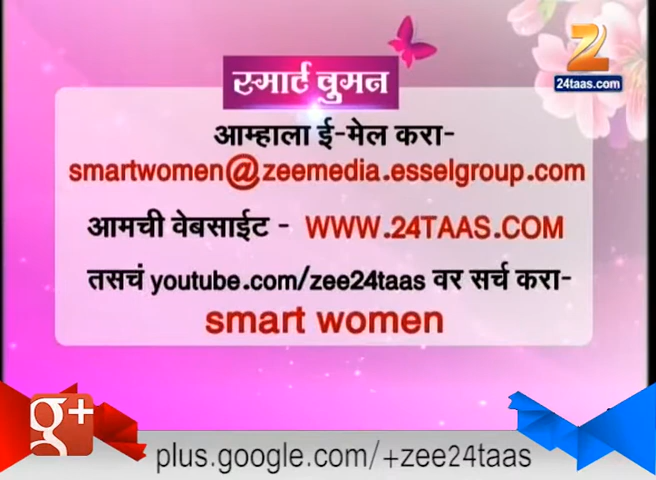 24taas.com
स्मार्ट वुमन
आम्हाला ई-मेल करा-
smartwomen@zeemedia.esselgroup.com
आमची वेबसाईट - WWW.24TAAS.COM
तसचं youtube.com/zee24taas वर सर्च करा-
smart women
g+
plus.google.com/+zee24taas